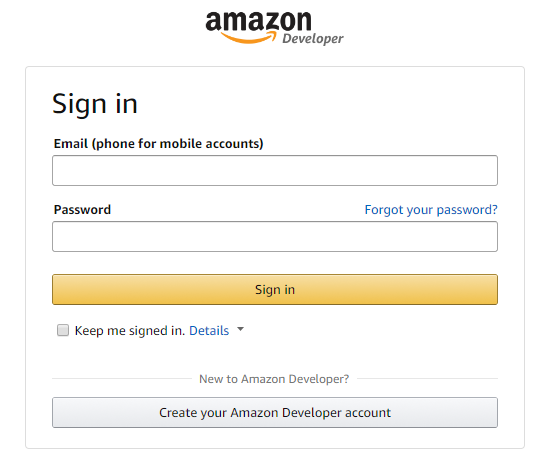 amazon
Developer
Sign in
Email (phone for mobile accounts)
Password Forgot your password?
Sign in
Keep me signed in. Details
New to Amazon Developer?
Create your Amazon Developer account